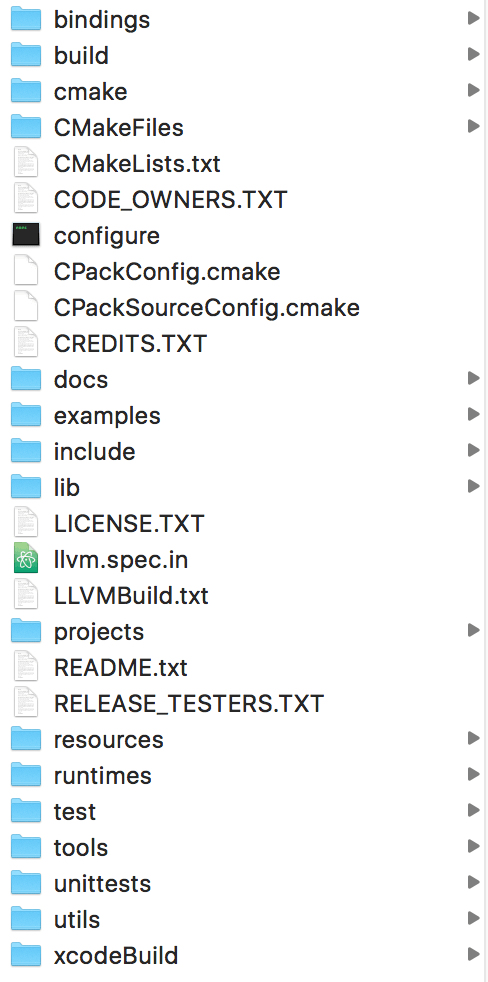 bindings
build
cmake
CMakeFiles
CMakeLists.txt
CODE_OWNERS.TXT
configure
CPackConfig.cmake
CPackSourceConfig.cmake
CREDITS.TXT
docs
examples
include
lib
LICENSE.TXT
llvm.spec.in
LLVMBuild.txt
projects
README.txt
RELEASE_TESTERS.TXT
resources
runtimes
test
tools
unittests
utils
xcodeBuild